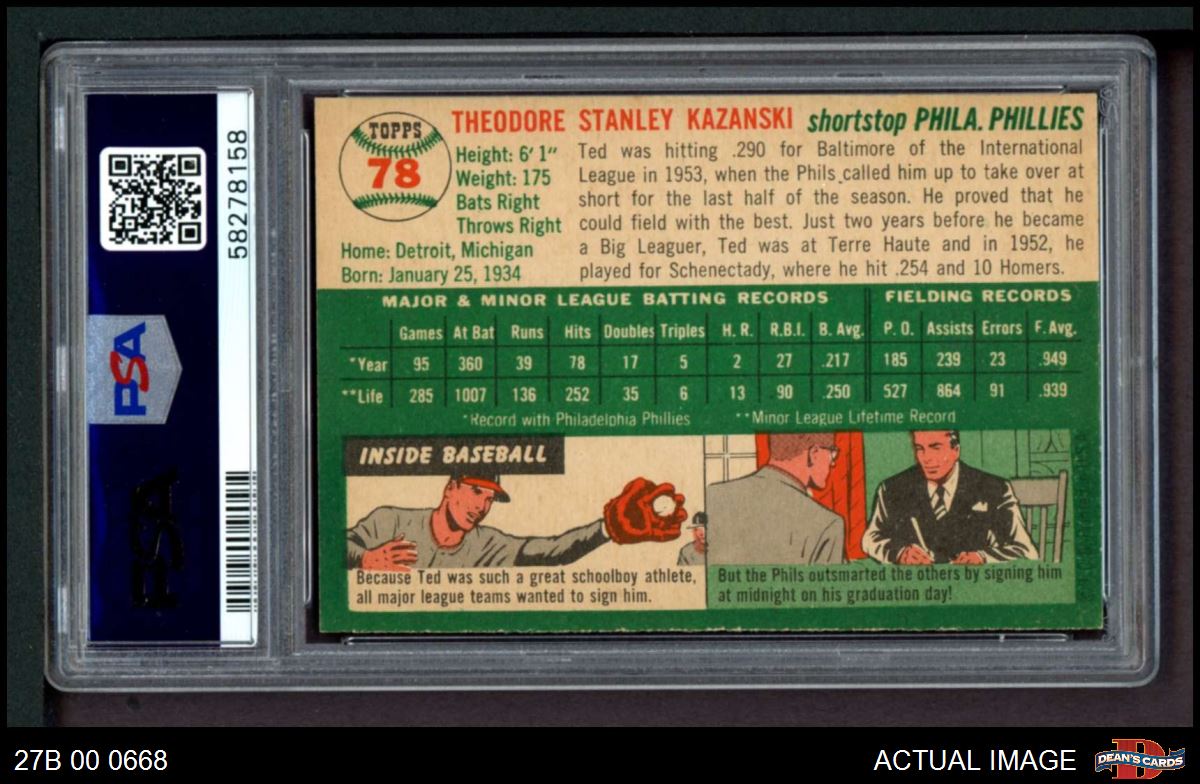 58278158
PSA
PSA
TOPPS
78
THEODORE STANLEY KAZANSKI shortstop PHILA. PHILLIES
Height: 6' 1"
Weight: 175
Bats Right
Throws Right
Home: Detroit, Michigan
Born: January 25, 1934
Ted was hitting .290 for Baltimore of the International
League in 1953, when the Phils called him up to take over at
short for the last half of the season. He proved that he
could field with the best. Just two years before he became
a Big Leaguer, Ted was at Terre Haute and in 1952, he
played for Schenectady, where he hit .254 and 10 Homers.
MAJOR & MINOR LEAGUE BATTING RECORDS FIELDING RECORDS
Games At Bat Runs Hits Doubles Triples H. R. R.B.I. B. Avg. P. O. Assists Errors F. Avg.
*Year 95 360 39 78 17 5 2 27 .217 185 239 23 .949
**Life 285 1007 136 252 35 6 13 90 .250 527 864 91 .939
*Record with Philadelphia Phillies **Minor League Lifetime Record
INSIDE BASEBALL
Because Ted was such a great schoolboy athlete,
all major league teams wanted to sign him.
But the Phils outsmarted the others by signing him
at midnight on his graduation day!
27B 00 0668
ACTUAL IMAGE
DEAN'S CARDS